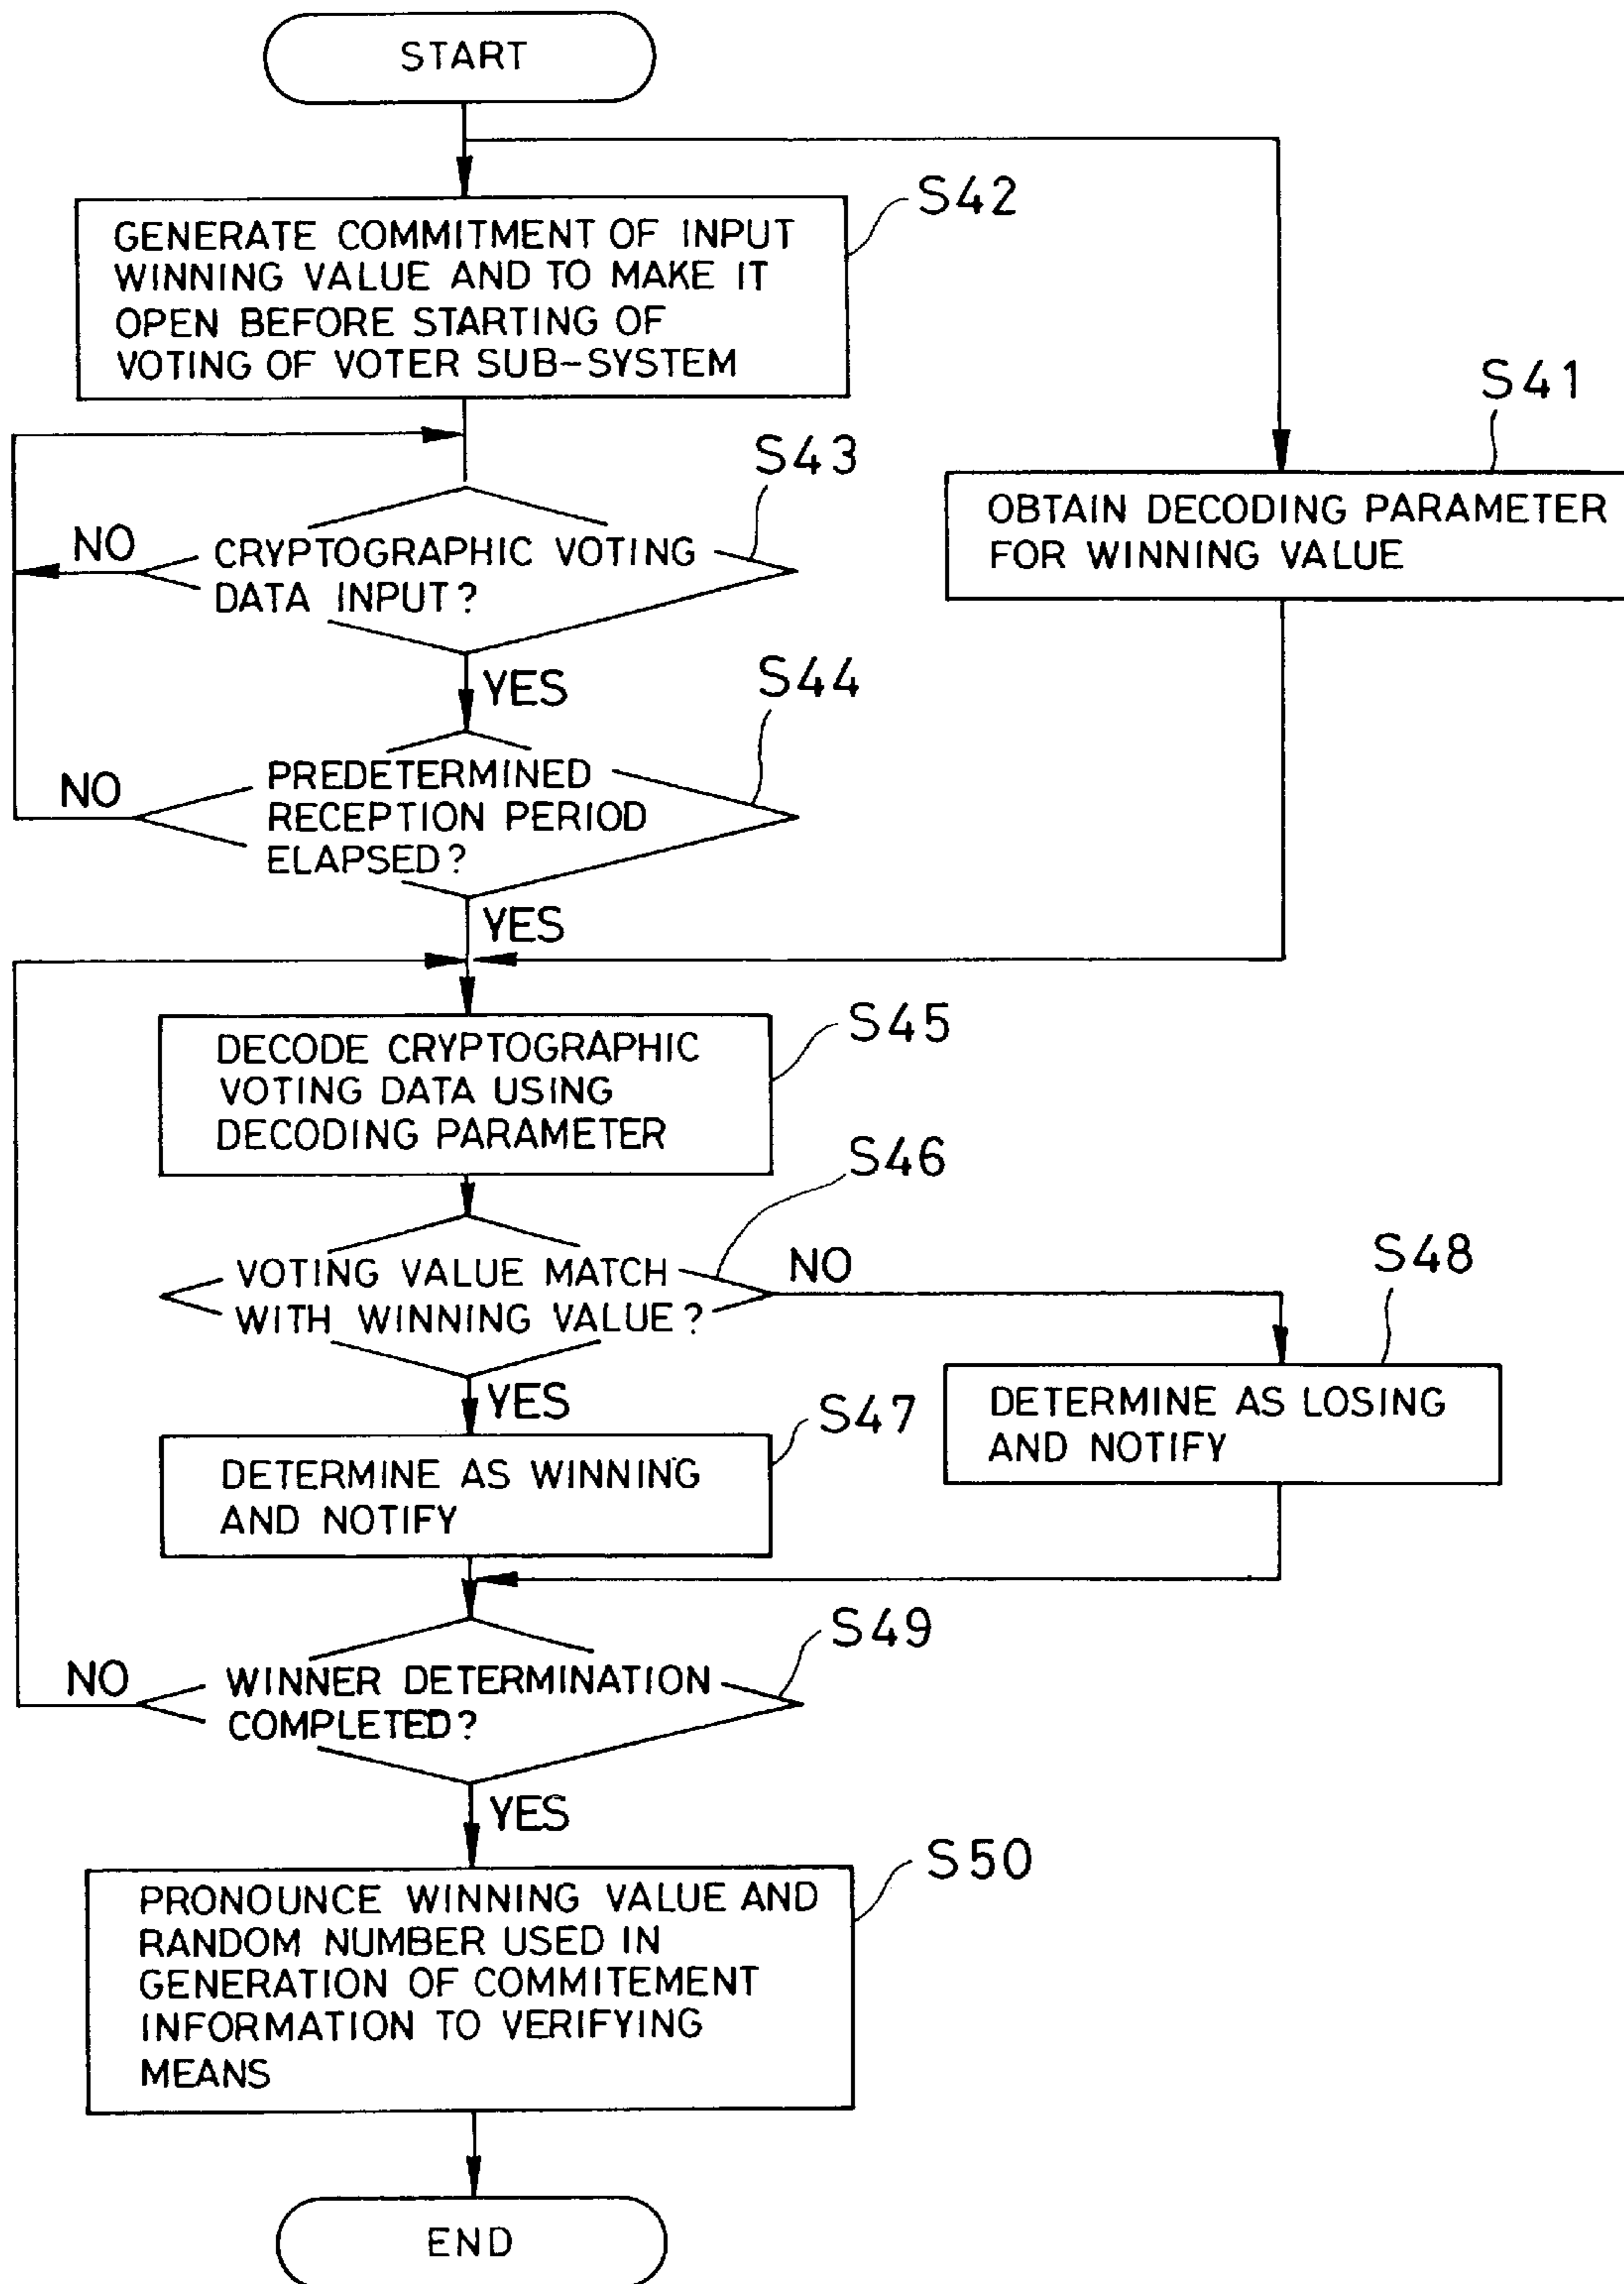 START
S42
GENERATE COMMITMENT OF INPUT
WINNING VALUE AND TO MAKE IT
OPEN BEFORE STARTING OF
VOTING OF VOTER SUB-SYSTEM
S41
OBTAIN DECODING PARAMETER
FOR WINNING VALUE
S43
NO
CRYPTOGRAPHIC VOTING
DATA INPUT?
YES
S44
NO
PREDETERMINED
RECEPTION PERIOD
ELAPSED?
YES
S45
DECODE CRYPTOGRAPHIC
VOTING DATA USING
DECODING PARAMETER
S46
VOTING VALUE MATCH
WITH WINNING VALUE?
NO
S48
DETERMINE AS LOSING
AND NOTIFY
YES
S47
DETERMINE AS WINNING
AND NOTIFY
S49
NO
WINNER DETERMINATION
COMPLETED?
YES
S50
PRONOUNCE WINNING VALUE AND
RANDOM NUMBER USED IN
GENERATION OF COMMITEMENT
INFORMATION TO VERIFYING
MEANS
END